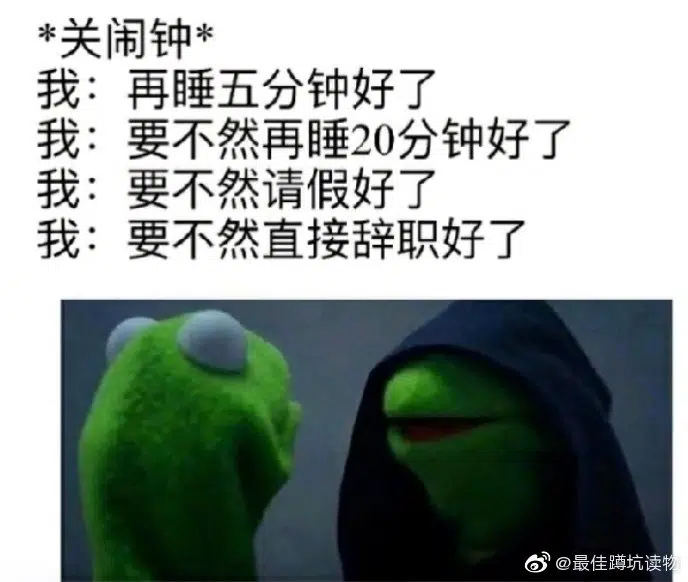 *关闹钟*
我：再睡五分钟好了
我：要不然再睡20分钟好了
我：要不然请假好了
我：要不然直接辞职好了
@最佳蹲坑读物